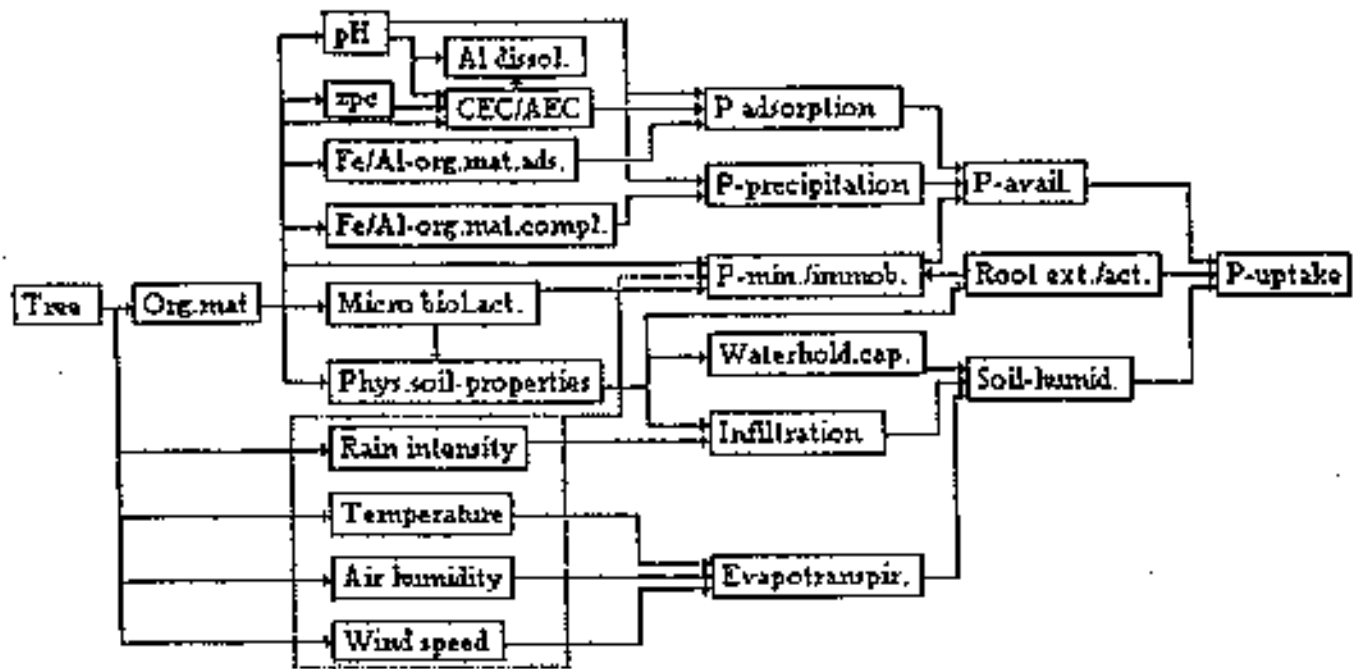 pH
Al dissol.
zpc
CEC/AEC
P adsorption
Fe/Al-org.mat.ads.
P-precipitation
P-avail.
Fe/Al-org.mat.compl.
P-min./immob.
Root ext./act.
P-uptake
Tree
Org.mat
Micro biol.act.
Waterhold.cap.
Phys.soil-properties
Soil-humid.
Rain intensity
Infiltration
Temperature
Air humidity
Evapotranspir.
Wind speed